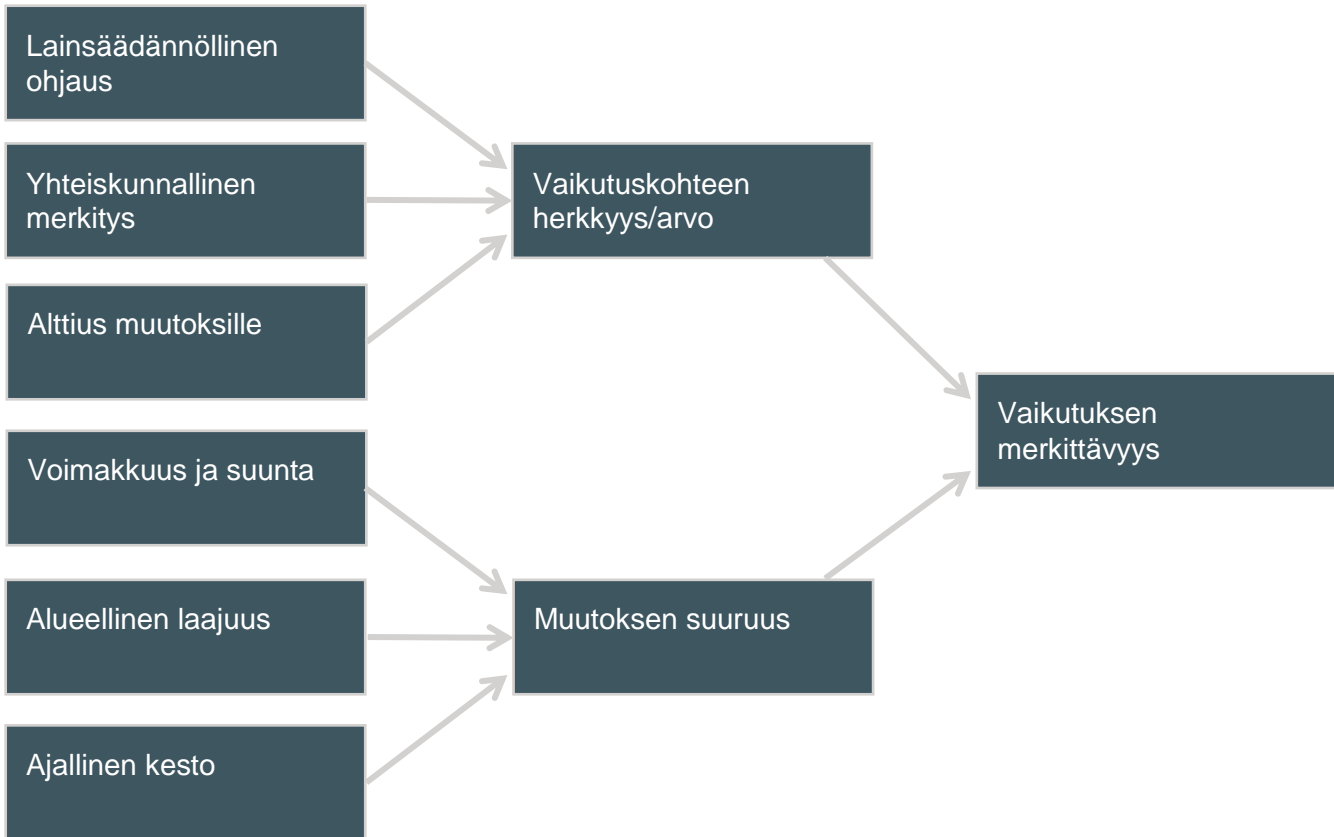 Lainsäädännöllinen
ohjaus
Yhteiskunnallinen
merkitys
Alttius muutoksille
Voimakkuus ja suunta
Alueellinen laajuus
Ajallinen kesto
Vaikutuskohteen
herkkyys/arvo
Muutoksen suuruus
Vaikutuksen
merkittävyys